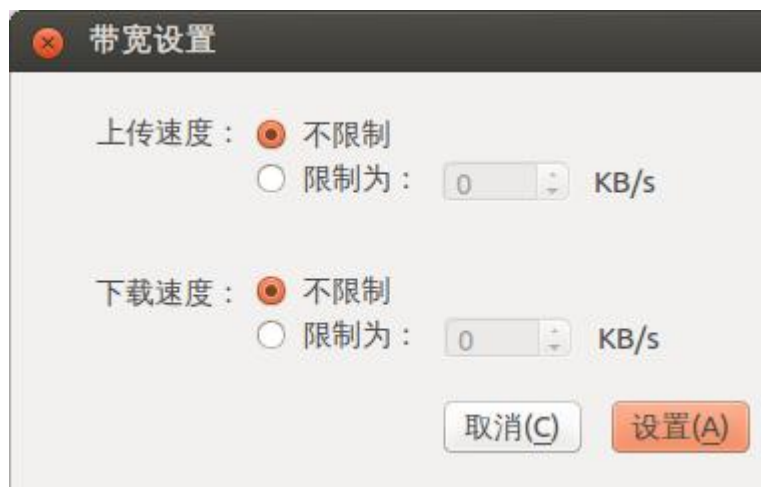 带宽设置
上传速度： 不限制
限制为： 0 KB/s
下载速度： 不限制
限制为： 0 KB/s
取消(C) 设置(A)